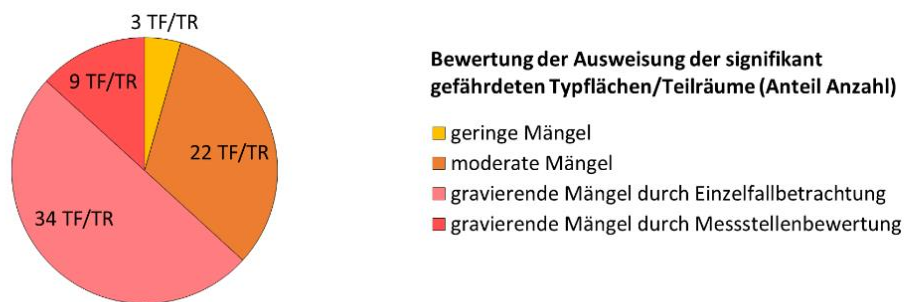 3 TF/TR
9 TF/TR
22 TF/TR
34 TF/TR
Bewertung der Ausweisung der signifikant
gefährdeten Typflächen/Teilräume (Anteil Anzahl)
geringe Mängel
moderate Mängel
gravierende Mängel durch Einzelfallbetrachtung
gravierende Mängel durch Messstellenbewertung